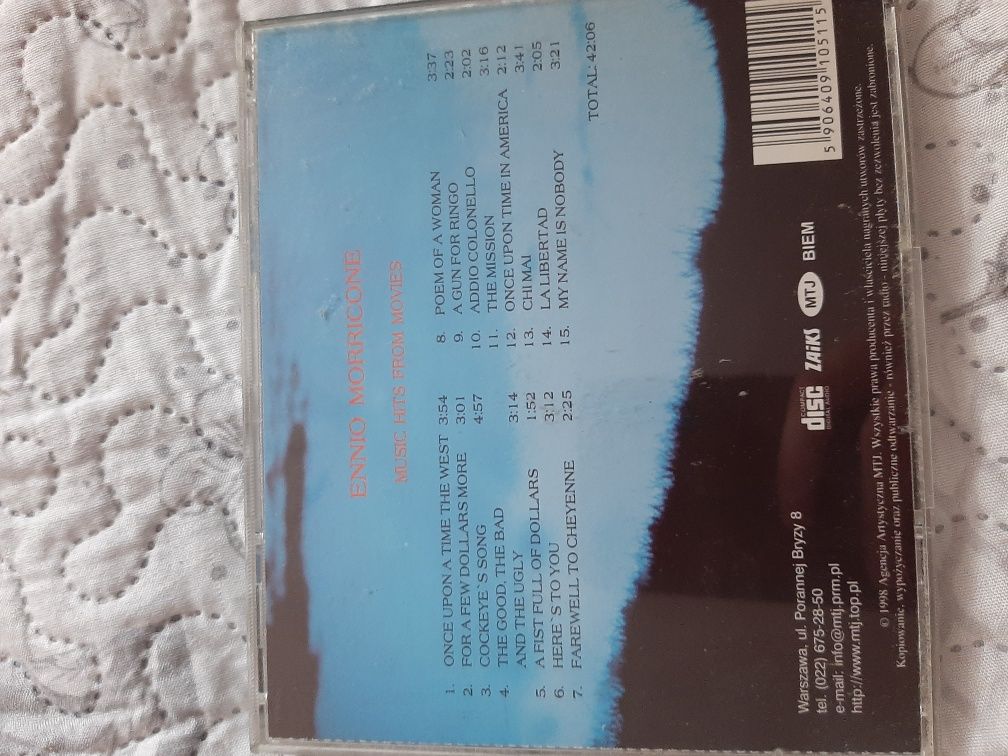 ENNIO MORRICONE
MUSIC HITS FROM MOVIES
1. ONCE UPON A TIME THE WEST 3:54
2. FOR A FEW DOLLARS MORE 3:01
3. COCKEYE`S SONG 4:57
4. THE GOOD, THE BAD
AND THE UGLY 3:14
5. A FIST FULL OF DOLLARS 1:52
6. HERE`S TO YOU 3:12
7. FAREWELL TO CHEYENNE 2:25
8. POEM OF A WOMAN 3:37
9. A GUN FOR RINGO 2:23
10. ADDIO COLONELLO 2:02
11. THE MISSION 3:16
12. ONCE UPON TIME IN AMERICA 2:12
13. CHI MAI 3:41
14. LA LIBERTAD 2:05
15. MY NAME IS NOBODY 3:21
TOTAL: 42:06
Warszawa, ul. Porannej Bryzy 8
tel. (022) 675-28-50
e-mail: info@mtj.prm.pl
http://www.mtj.top.pl
COMPACT
disc
DIGITAL AUDIO
ZAiKS
MTJ
BIEM
5 906409 105115
© 1998 Agencja Artystyczna MTJ. Wszystkie prawa producenta i właściciela nagranych utworów zastrzeżone.
Kopiowanie, wypożyczanie oraz publiczne odtwarzanie - również przez radio - niniejszej płyty bez zezwolenia jest zabronione.